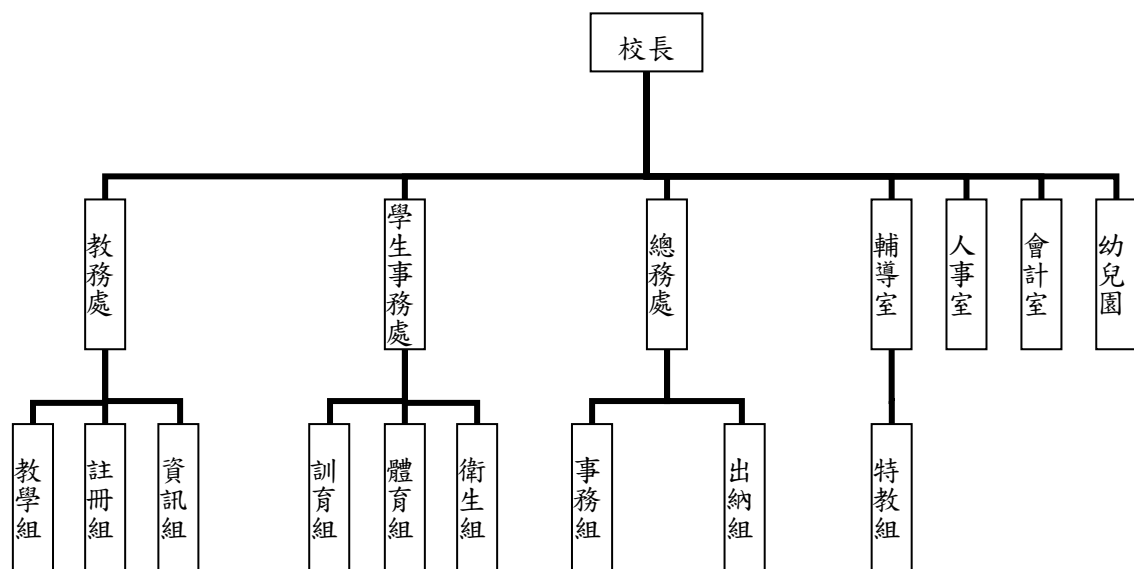 校長
教務處
學生事務處
總務處
輔導室
人事室
會計室
幼兒園
教學組
註冊組
資訊組
訓育組
體育組
衛生組
事務組
出納組
特教組